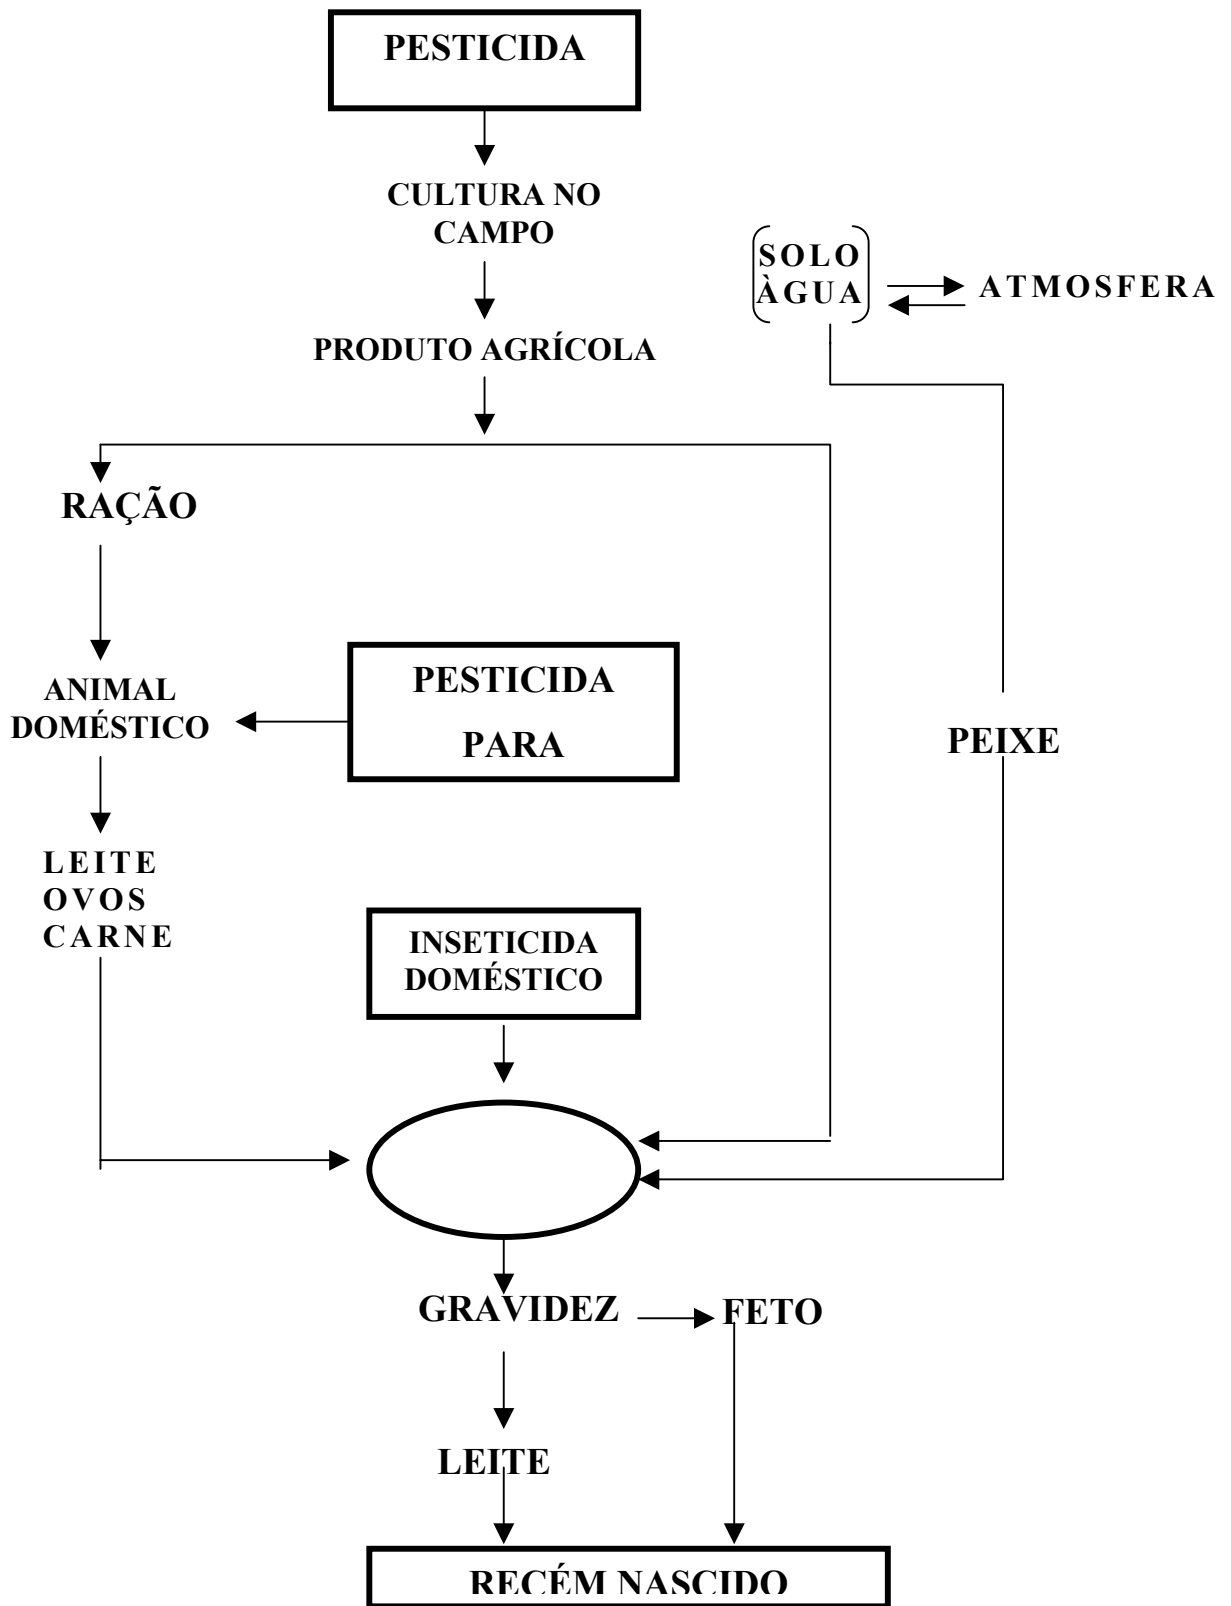 PESTICIDA
CULTURA NO
CAMPO
SOLO
ÀGUA
ATMOSFERA
PRODUTO AGRÍCOLA
RAÇÃO
ANIMAL
DOMÉSTICO
PESTICIDA
PARA
PEIXE
LEITE
OVOS
CARNE
INSETICIDA
DOMÉSTICO
GRAVIDEZ
FETO
LEITE
RECÉM NASCIDO